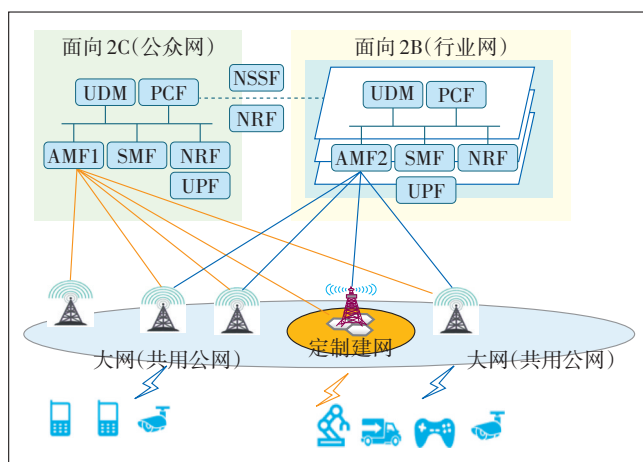 面向2C(公众网)
面向2B(行业网)
NSSF
UDM
PCF
UDM
PCF
NRF
AMF1
SMF
NRF
AMF2
SMF
NRF
UPF
UPF
定制建网
大网(共用公网)
大网(共用公网)